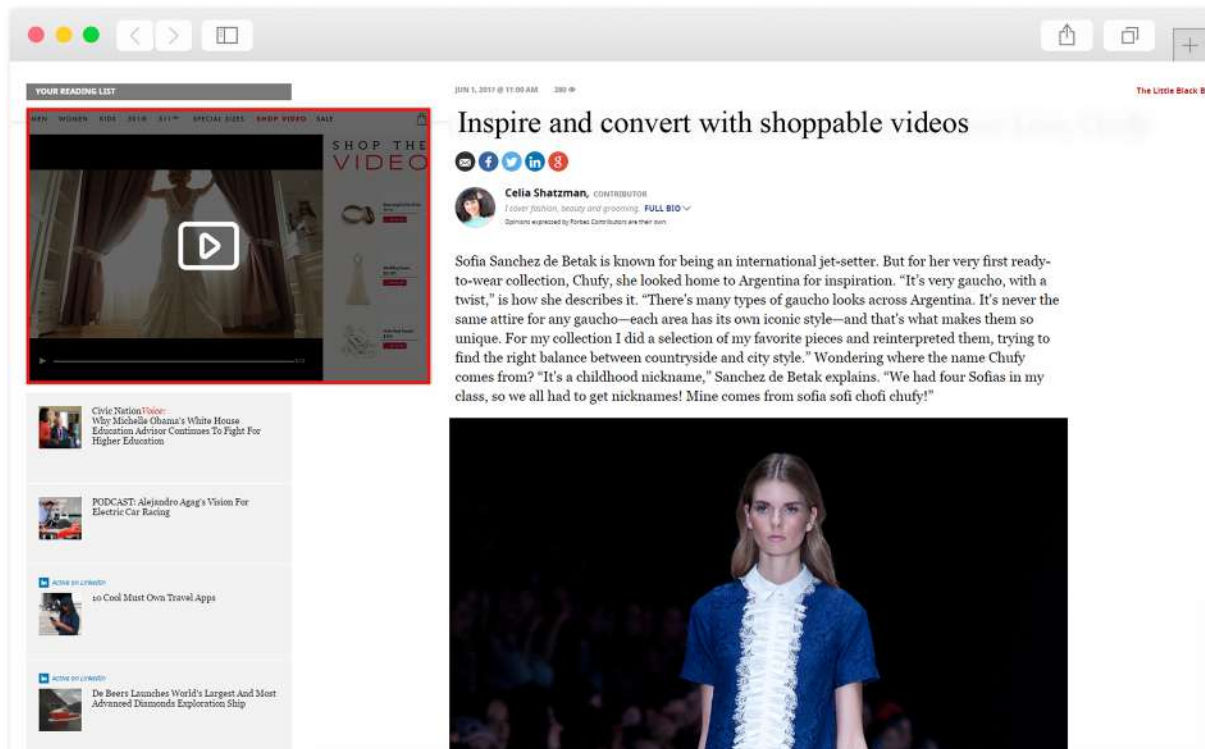 YOUR READING LIST
MEN WOMEN KIDS SPECIAL SIZES SHOP VIDEO SALE
SHOP THE
VIDEO
Civic Nation Voice:
Why Michelle Obama's White House
Education Advisor Continues To Fight For
Higher Education
PODCAST: Alejandro Agag's Vision For
Electric Car Racing
Active on LinkedIn
10 Cool Must Own Travel Apps
Active on LinkedIn
De Beers Launches World's Largest And Most
Advanced Diamonds Exploration Ship
JUN 1, 2017 @ 11:00 AM 280
The Little Black B
Inspire and convert with shoppable videos
Celia Shatzman, CONTRIBUTOR
I cover fashion, beauty and grooming. FULL BIO
Opinions expressed by Forbes Contributors are their own
Sofia Sanchez de Betak is known for being an international jet-setter. But for her very first ready-
to-wear collection, Chufy, she looked home to Argentina for inspiration. “It's very gaucho, with a
twist,” is how she describes it. “There's many types of gaucho looks across Argentina. It's never the
same attire for any gaucho—each area has its own iconic style—and that's what makes them so
unique. For my collection I did a selection of my favorite pieces and reinterpreted them, trying to
find the right balance between countryside and city style.” Wondering where the name Chufy
comes from? “It's a childhood nickname,” Sanchez de Betak explains. “We had four Sofias in my
class, so we all had to get nicknames! Mine comes from sofia sofi chofi chufy!”